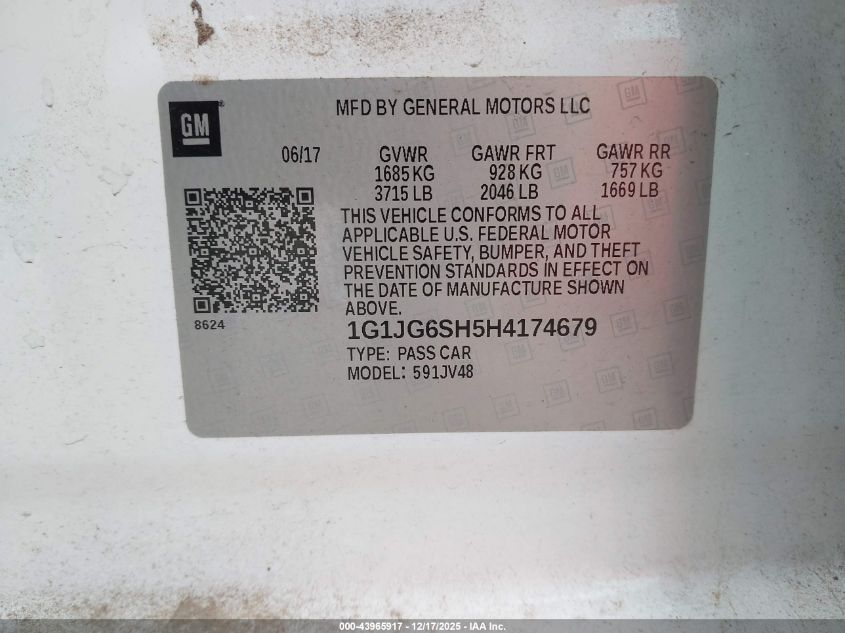 GM
MFD BY GENERAL MOTORS LLC
06/17 GVWR GAWR FRT GAWR RR
1685 KG 928 KG 757 KG
3715 LB 2046 LB 1669 LB
THIS VEHICLE CONFORMS TO ALL
APPLICABLE U.S. FEDERAL MOTOR
VEHICLE SAFETY, BUMPER, AND THEFT
PREVENTION STANDARDS IN EFFECT ON
THE DATE OF MANUFACTURE SHOWN
ABOVE.
8624
1G1JG6SH5H4174679
TYPE: PASS CAR
MODEL: 591JV48
000-43965917 - 12/17/2025 - IAA Inc.